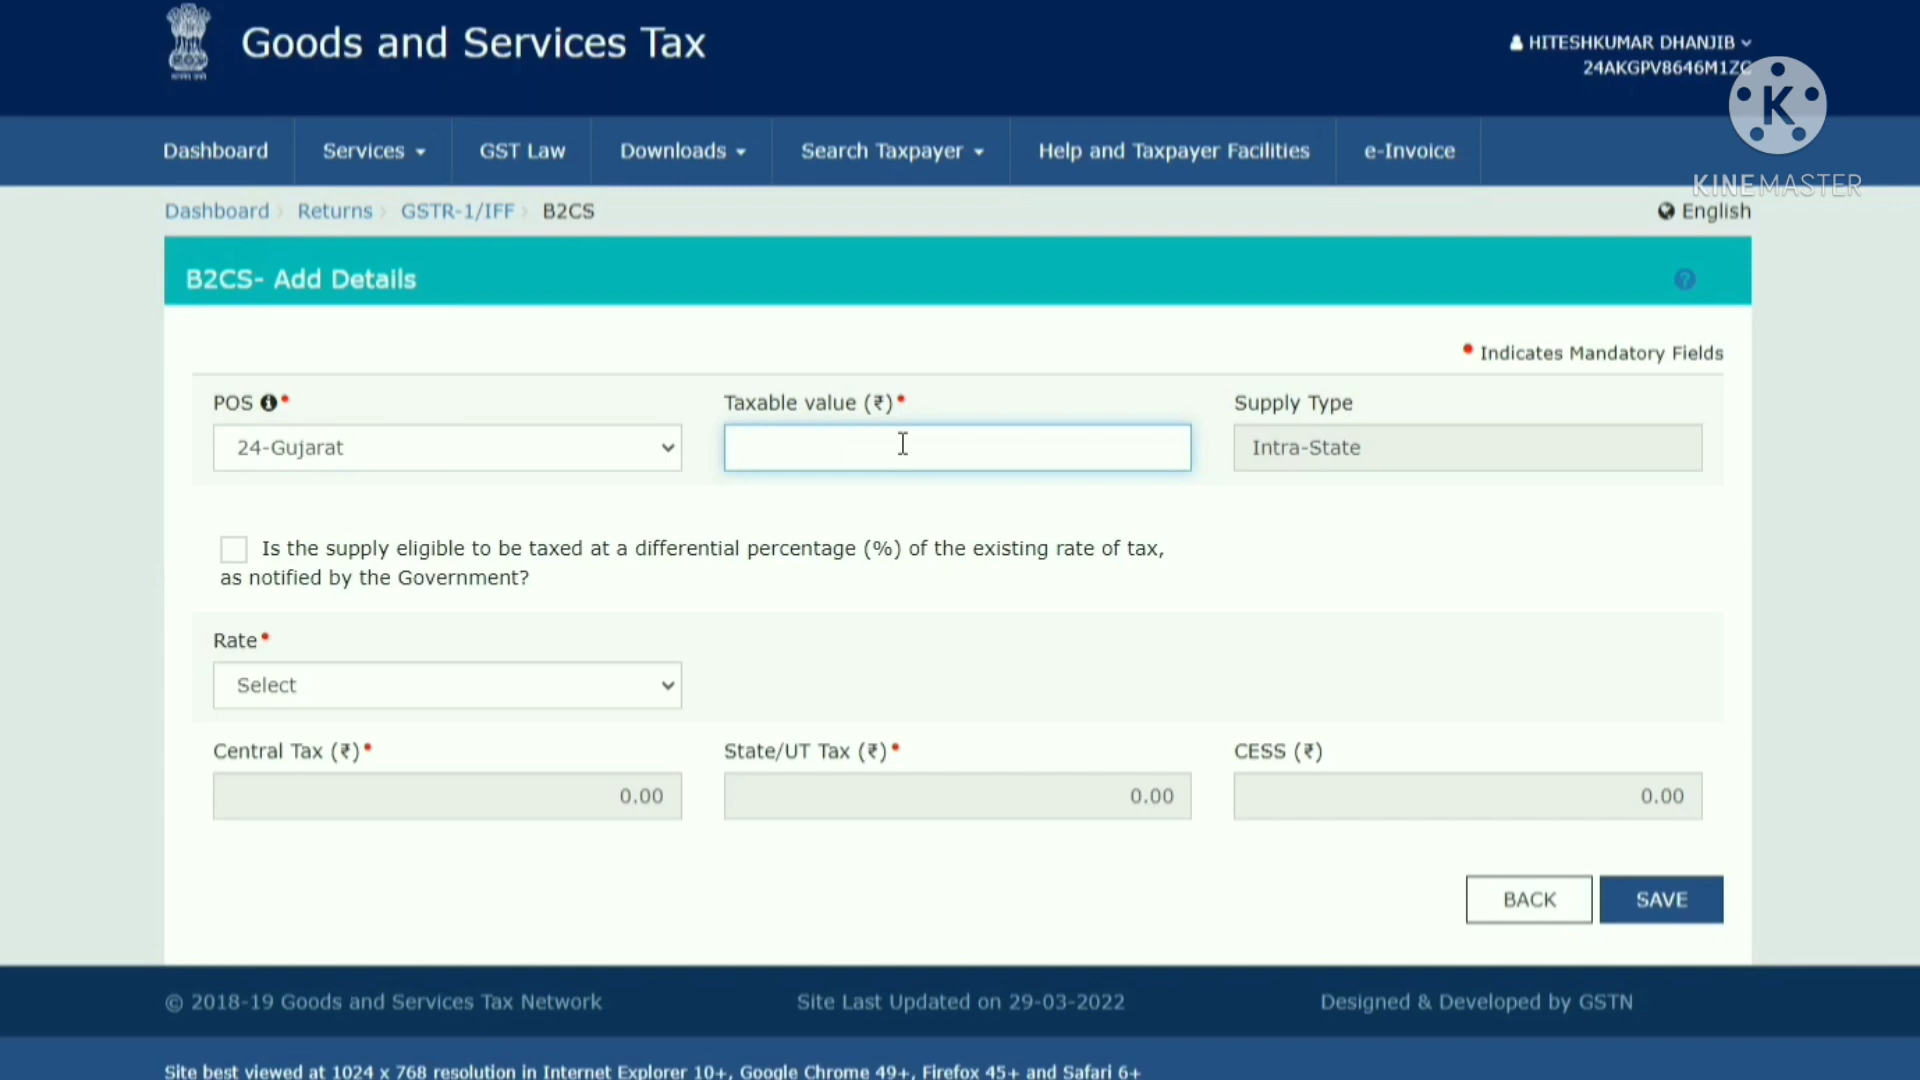 Goods and Services Tax
HITESHKUMAR DHANJIB
24AKGPV8646M1ZC
K
KINEMASTER
Dashboard Services GST Law Downloads Search Taxpayer Help and Taxpayer Facilities e-Invoice
Dashboard Returns GSTR-1/IFF B2CS English
B2CS- Add Details ?
• Indicates Mandatory Fields
POS • Taxable value (₹)• Supply Type
24-Gujarat Intra-State
Is the supply eligible to be taxed at a differential percentage (%) of the existing rate of tax,
as notified by the Government?
Rate•
Select
Central Tax (₹)• State/UT Tax (₹)• CESS (₹)
0.00 0.00 0.00
BACK SAVE
© 2018-19 Goods and Services Tax Network Site Last Updated on 29-03-2022 Designed & Developed by GSTN
Site best viewed at 1024 x 768 resolution in Internet Explorer 10+, Google Chrome 49+, Firefox 45+ and Safari 6+